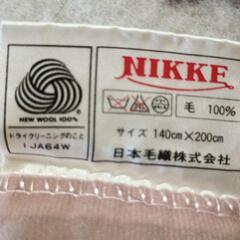 NEW WOOL 100%
ドライクリーニングのこと
1JA64W
NIKKE
毛 100%
サイズ 140cm×200cm
日本毛織株式会社